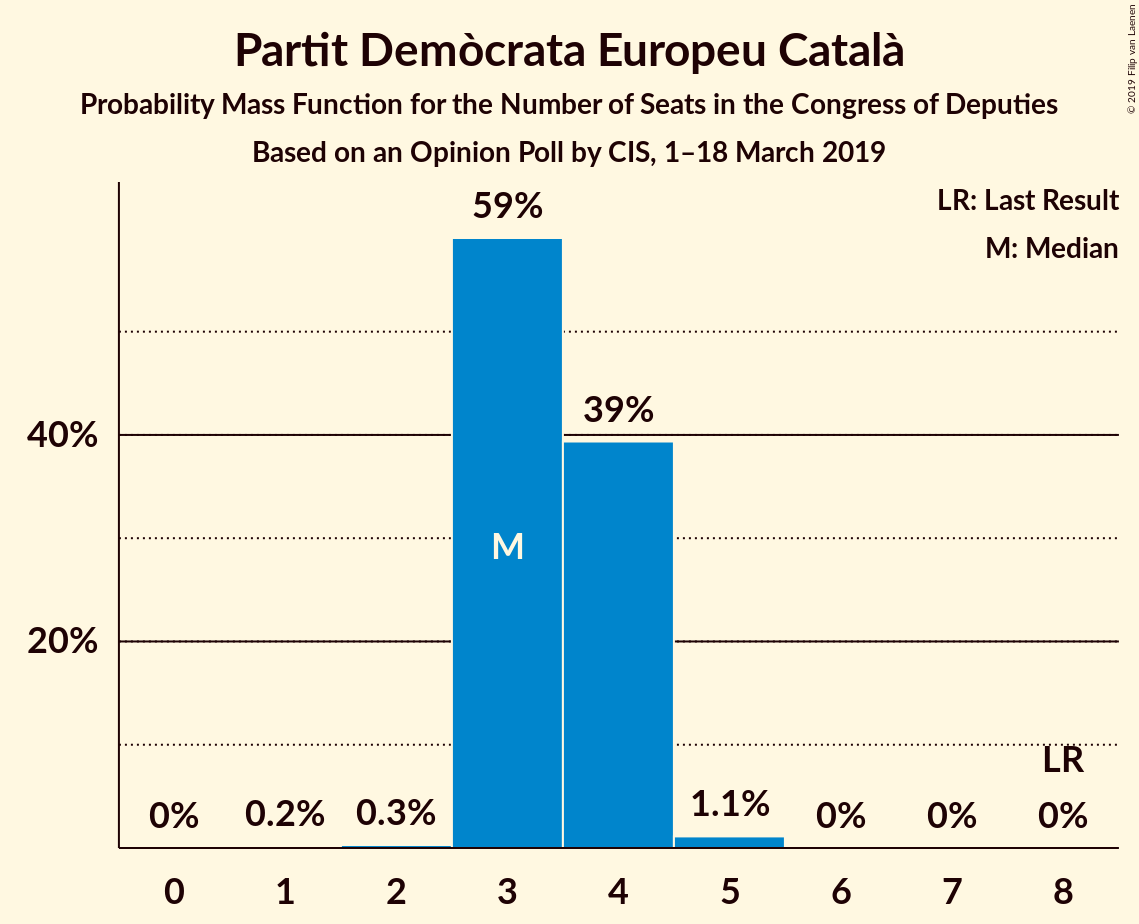 Partit Demòcrata Europeu Català
Probability Mass Function for the Number of Seats in the Congress of Deputies
Based on an Opinion Poll by CIS, 1–18 March 2019
© 2019 Filip van Laenen
LR: Last Result
M: Median
59%
39%
40%
M
20%
LR
0% 0.2% 0.3% 1.1% 0% 0% 0%
0 1 2 3 4 5 6 7 8